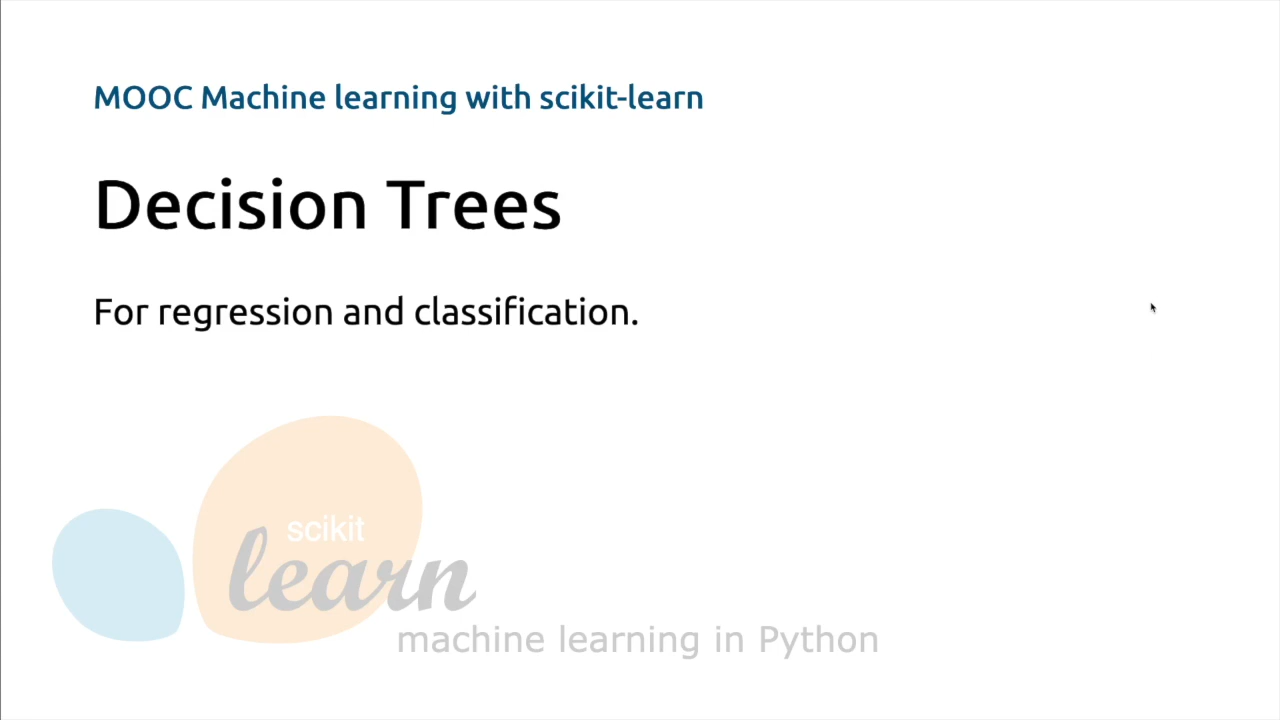 MOOC Machine learning with scikit-learn
Decision Trees
For regression and classification.
scikit
learn
machine learning in Python